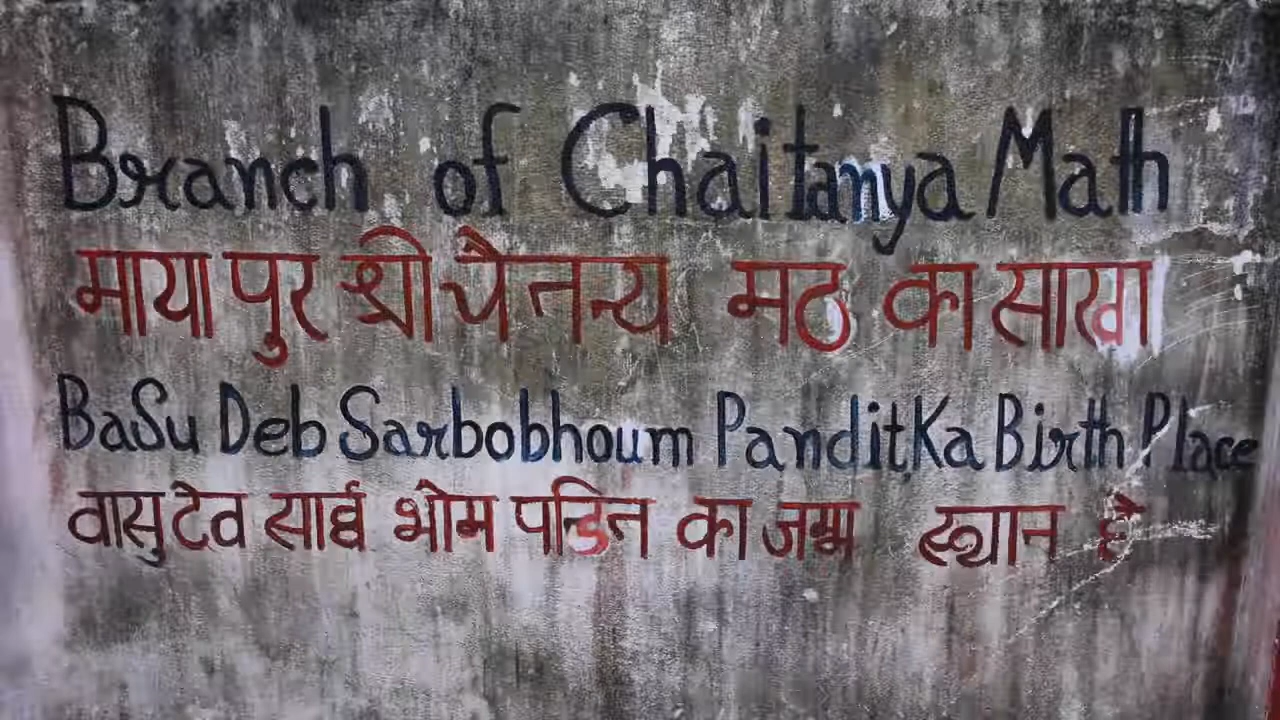 Branch of Chaitanya Math
मायापुर श्री चैतन्य मठ का साखा
BaSu Deb Sarbobhoum Pandit Ka Birth Place
वासुदेव सार्व भोम पंडित का जन्म स्थान है